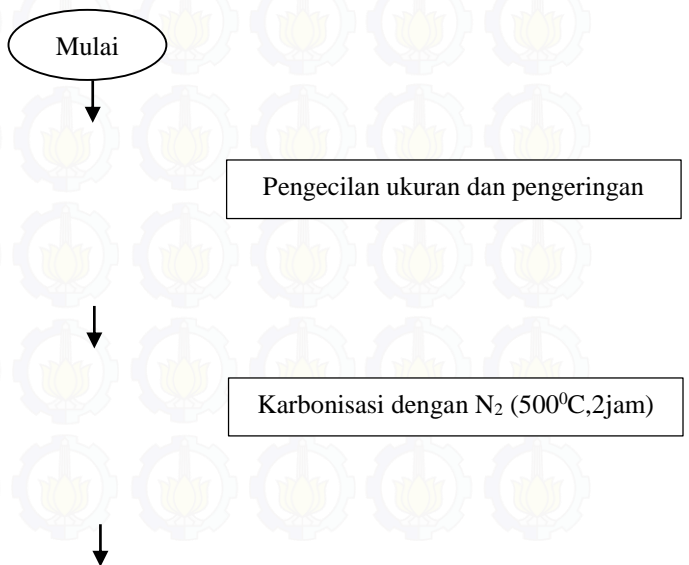 Mulai
Pengecilan ukuran dan pengeringan
Karbonisasi dengan N₂ (500⁰C,2jam)